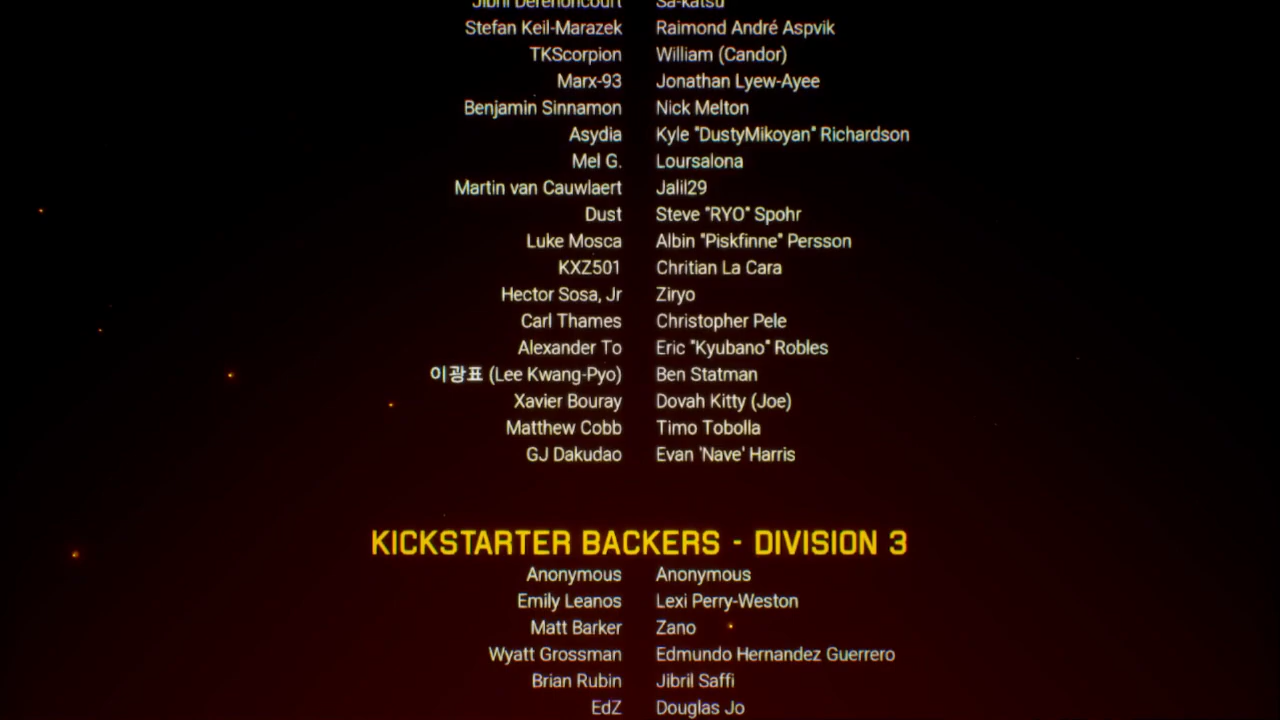 Jibril Derenoncourt Sa-katsu
Stefan Keil-Marazek Raimond André Aspvik
TKScorpion William (Candor)
Marx-93 Jonathan Lyew-Ayee
Benjamin Sinnamon Nick Melton
Asydia Kyle "DustyMikoyan" Richardson
Mel G. Loursalona
Martin van Cauwlaert Jalil29
Dust Steve "RYO" Spohr
Luke Mosca Albin "Piskfinne" Persson
KXZ501 Chritian La Cara
Hector Sosa, Jr Ziryo
Carl Thames Christopher Pele
Alexander To Eric "Kyubano" Robles
이광표 (Lee Kwang-Pyo) Ben Statman
Xavier Bouray Dovah Kitty (Joe)
Matthew Cobb Timo Tobolla
GJ Dakudao Evan 'Nave' Harris
KICKSTARTER BACKERS - DIVISION 3
Anonymous Anonymous
Emily Leanos Lexi Perry-Weston
Matt Barker Zano
Wyatt Grossman Edmundo Hernandez Guerrero
Brian Rubin Jibril Saffi
EdZ Douglas Jo